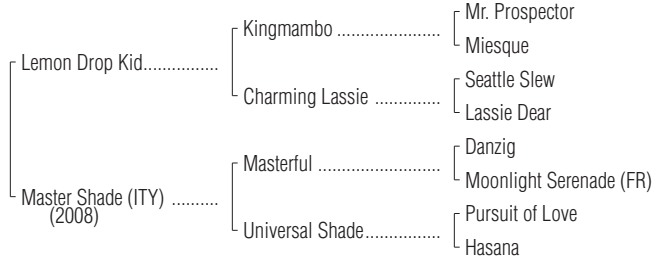 Mr. Prospector
Kingmambo ....................
Miesque
Lemon Drop Kid...............
Seattle Slew
Charming Lassie .............
Lassie Dear
Danzig
Masterful ........................
Moonlight Serenade (FR)
Master Shade (ITY) .........
(2008)
Pursuit of Love
Universal Shade...............
Hasana